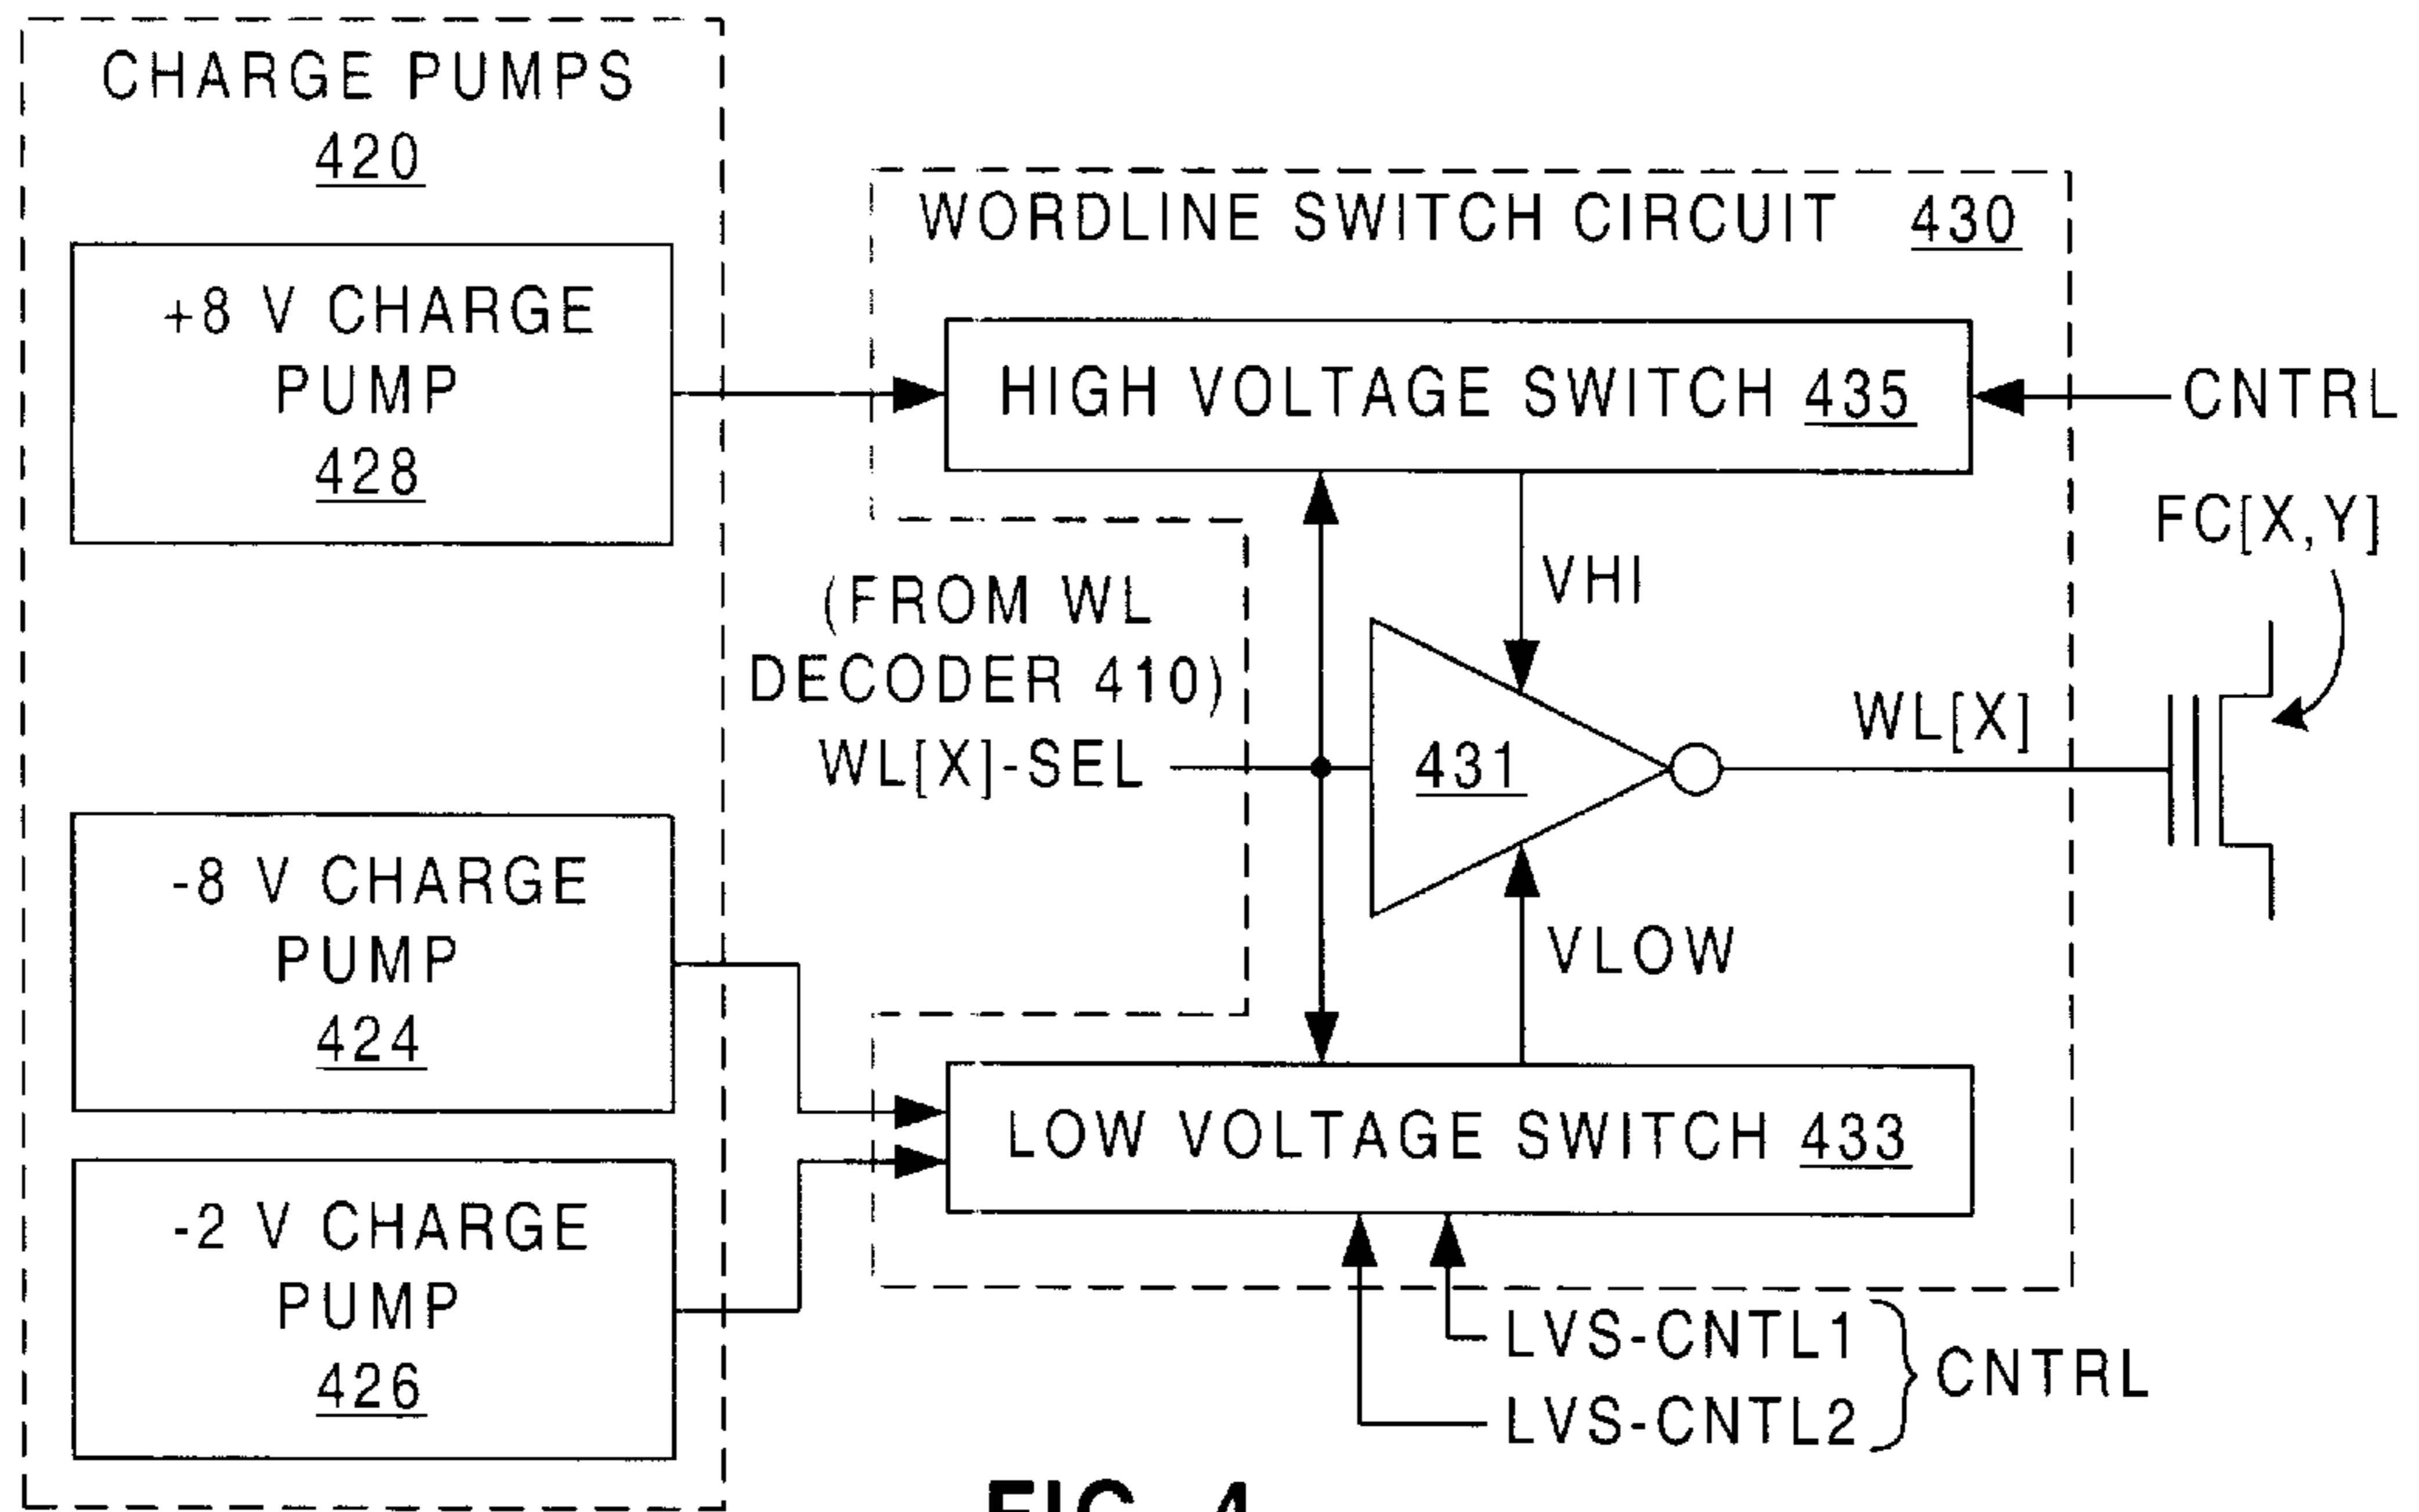 CHARGE PUMPS
420
+8 V CHARGE
PUMP
428
-8 V CHARGE
PUMP
424
-2 V CHARGE
PUMP
426
WORDLINE SWITCH CIRCUIT 430
HIGH VOLTAGE SWITCH 435
CNTRL
FC[X,Y]
VHI
(FROM WL
DECODER 410)
WL[X]-SEL
431
WL[X]
VLOW
LOW VOLTAGE SWITCH 433
LVS-CNTL1
LVS-CNTL2
CNTRL
FIG. 4